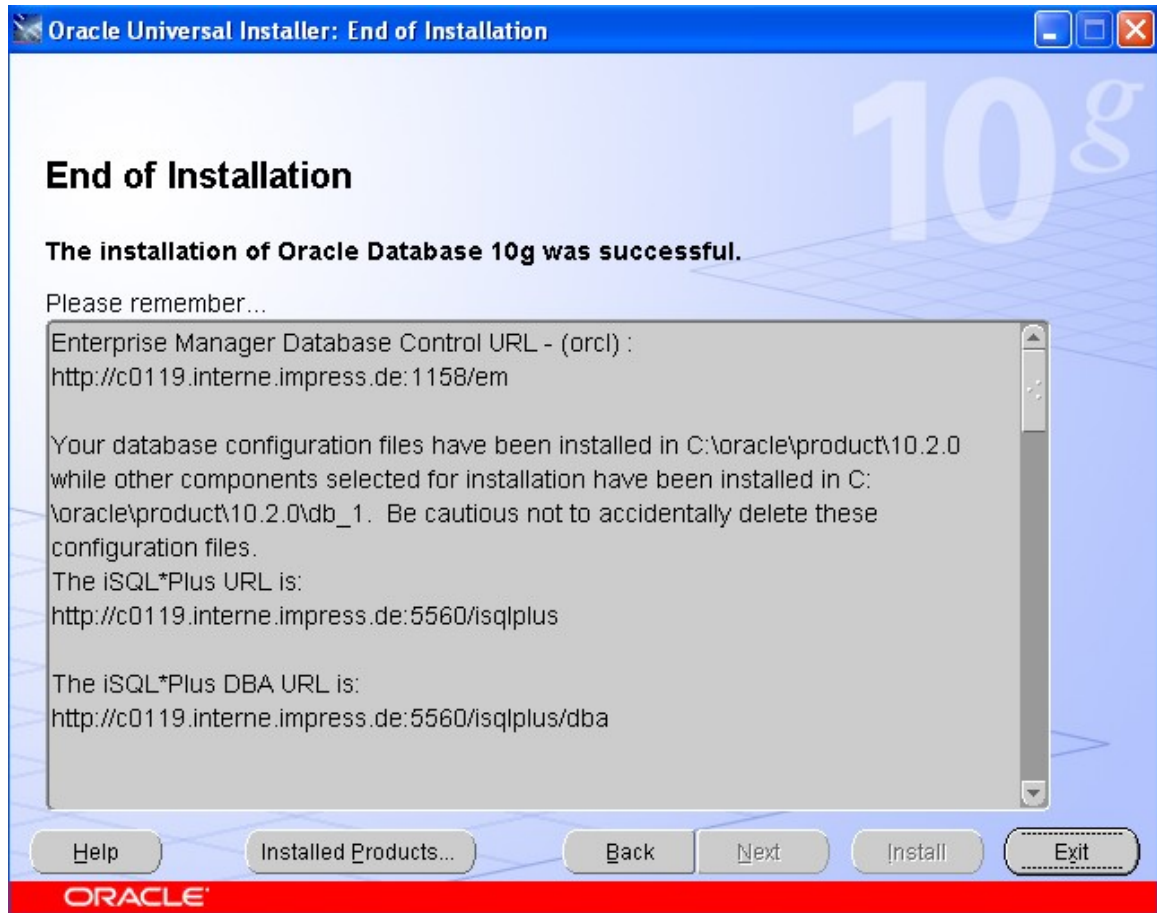 Oracle Universal Installer: End of Installation
10g
End of Installation
The installation of Oracle Database 10g was successful.
Please remember...
Enterprise Manager Database Control URL - (orcl) :
http://c0119.interne.impress.de:1158/em
Your database configuration files have been installed in C:\oracle\product\10.2.0
while other components selected for installation have been installed in C:
\oracle\product\10.2.0\db_1.  Be cautious not to accidentally delete these
configuration files.
The iSQL*Plus URL is:
http://c0119.interne.impress.de:5560/isqlplus
The iSQL*Plus DBA URL is:
http://c0119.interne.impress.de:5560/isqlplus/dba
Help Installed Products... Back Next Install Exit
ORACLE